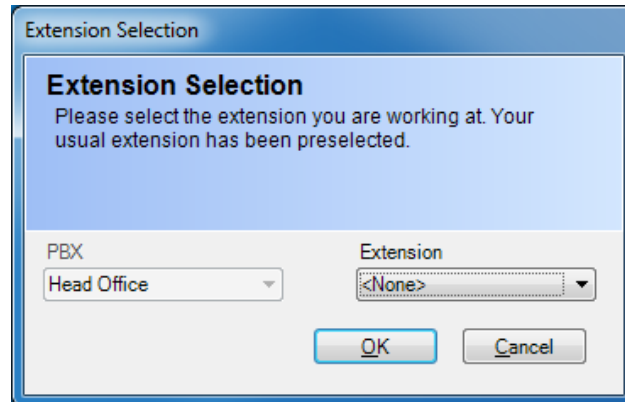 Extension Selection
Extension Selection
Please select the extension you are working at. Your
usual extension has been preselected.
PBX
Extension
Head Office
<None>
OK
Cancel